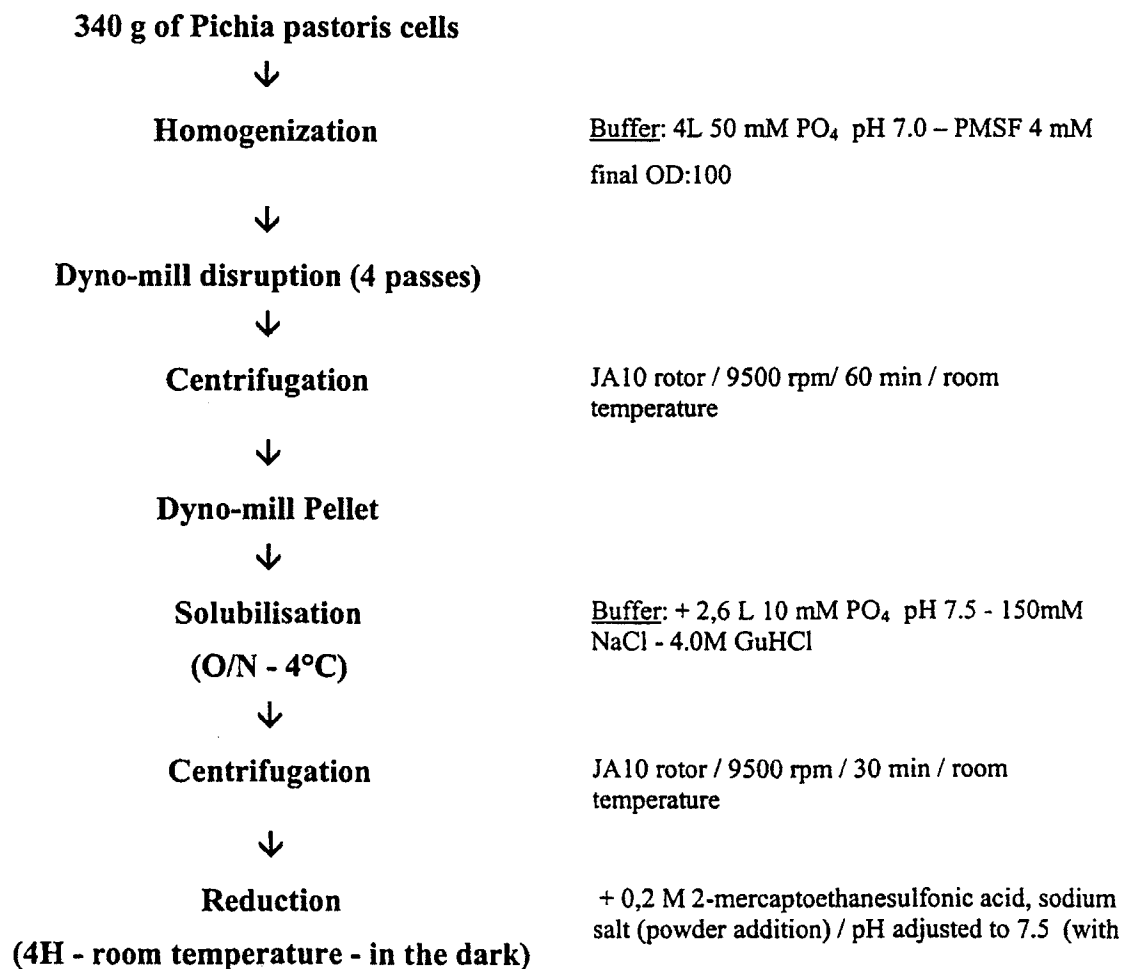 340 g of Pichia pastoris cells
↓
Homogenization
Buffer: 4L 50 mM PO₄ pH 7.0 – PMSF 4 mM
final OD:100
↓
Dyno-mill disruption (4 passes)
↓
Centrifugation
JA10 rotor / 9500 rpm/ 60 min / room
temperature
↓
Dyno-mill Pellet
↓
Solubilisation
(O/N - 4°C)
Buffer: + 2,6 L 10 mM PO₄ pH 7.5 - 150mM
NaCl - 4.0M GuHCl
↓
Centrifugation
JA10 rotor / 9500 rpm / 30 min / room
temperature
↓
Reduction
(4H - room temperature - in the dark)
+ 0,2 M 2-mercaptoethanesulfonic acid, sodium
salt (powder addition) / pH adjusted to 7.5 (with